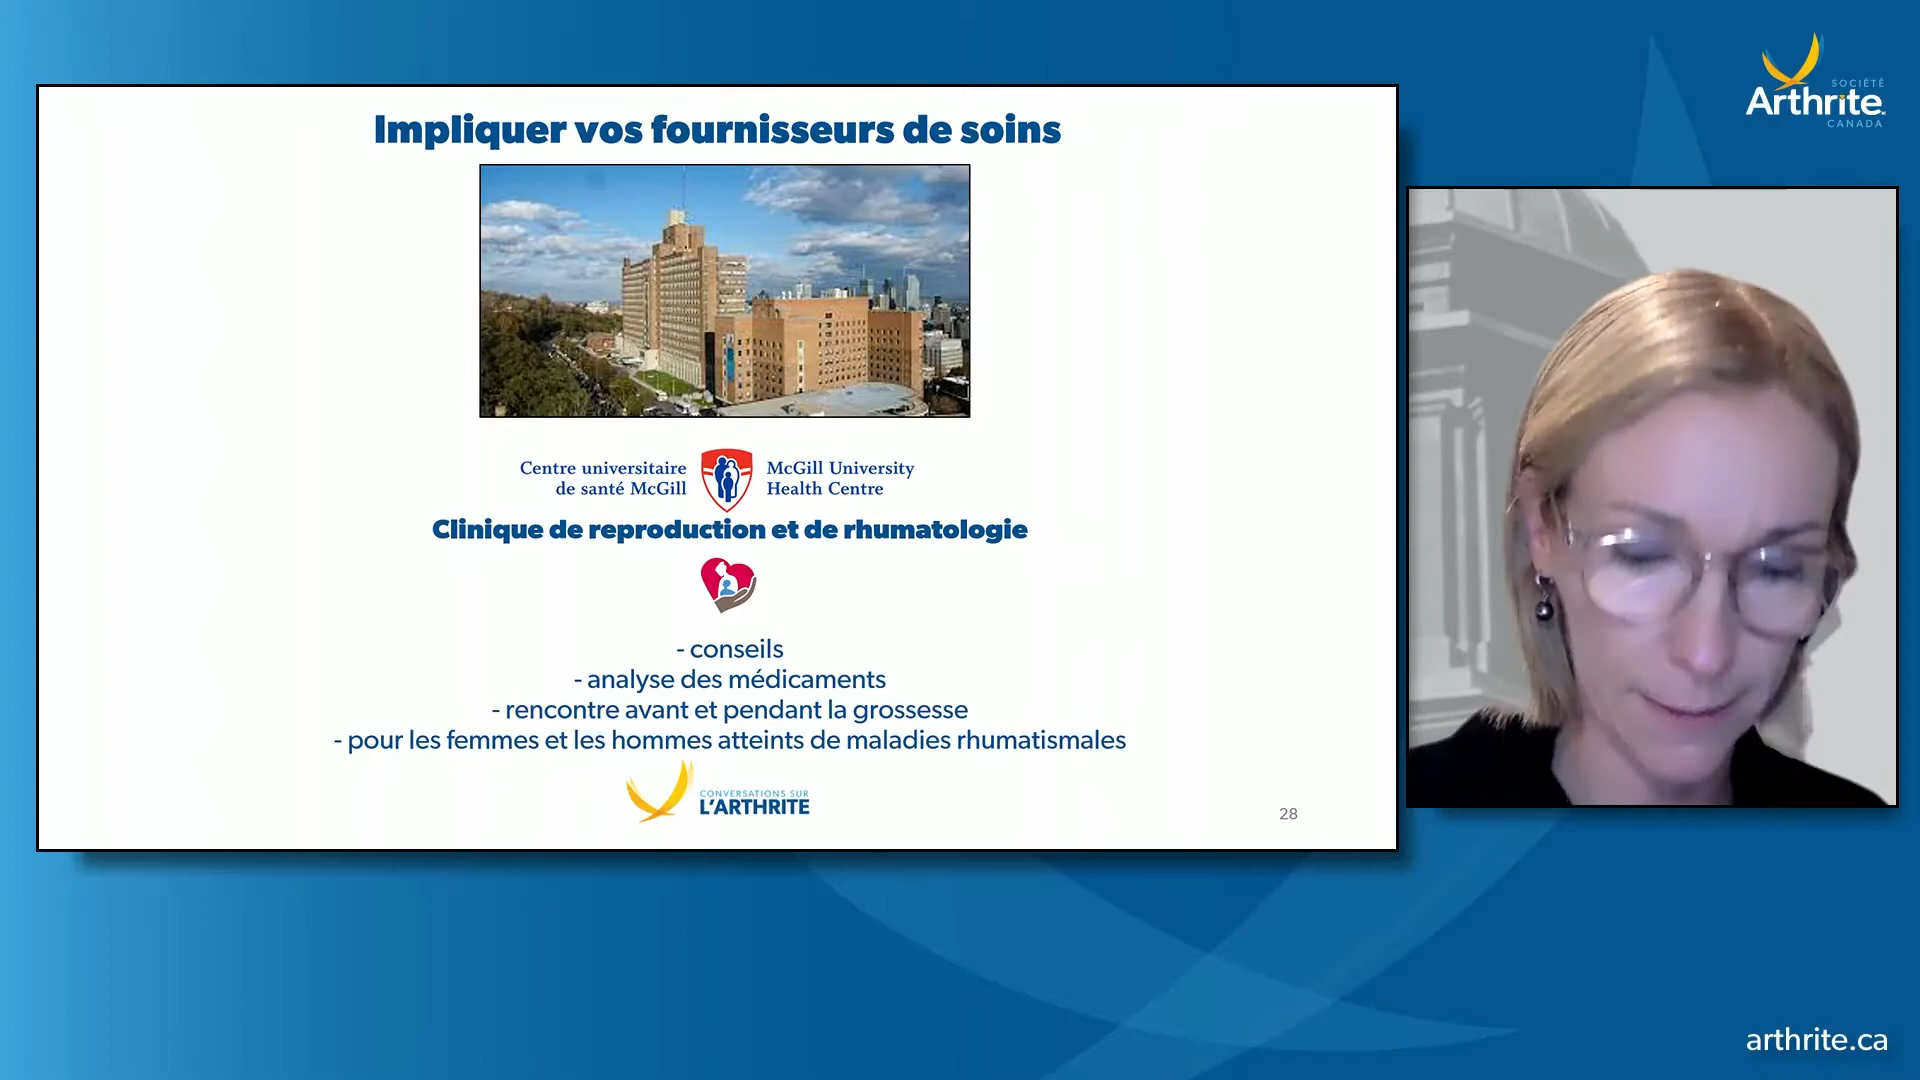 Impliquer vos fournisseurs de soins
Centre universitaire
de santé McGill
McGill University
Health Centre
Clinique de reproduction et de rhumatologie
- conseils
- analyse des médicaments
- rencontre avant et pendant la grossesse
- pour les femmes et les hommes atteints de maladies rhumatismales
CONVERSATIONS SUR
L'ARTHRITE
28
SOCIÉTÉ
Arthrite
CANADA
arthrite.ca